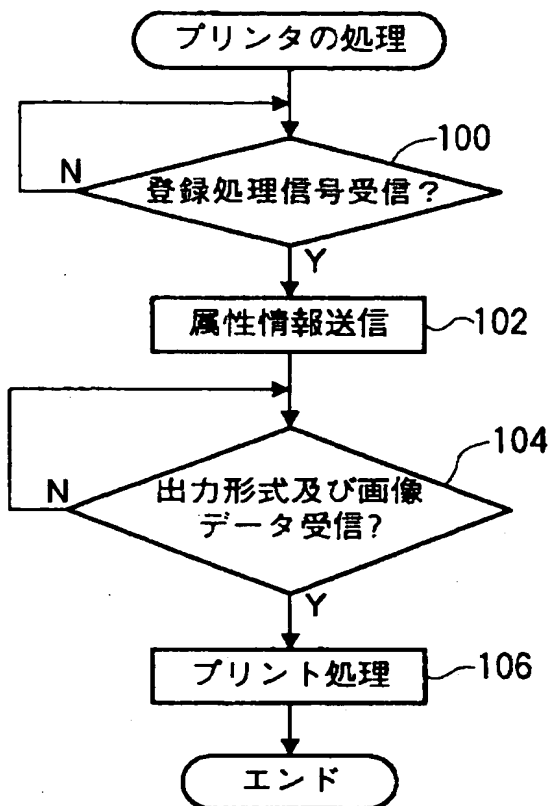 プリンタの処理
100
N
登録処理信号受信?
Y
属性情報送信
102
104
N
出力形式及び画像
データ受信?
Y
プリント処理
106
エンド